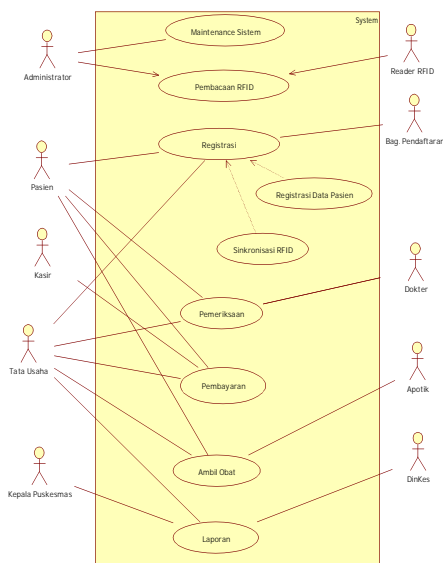 System
Maintenance Sistem
Administrator
Reader RFID
Pembacaan RFID
Bag. Pendaftaran
Registrasi
Pasien
Registrasi Data Pasien
Sinkronisasi RFID
Kasir
Dokter
Pemeriksaan
Tata Usaha
Apotik
Pembayaran
Ambil Obat
DinKes
Kepala Puskesmas
Laporan